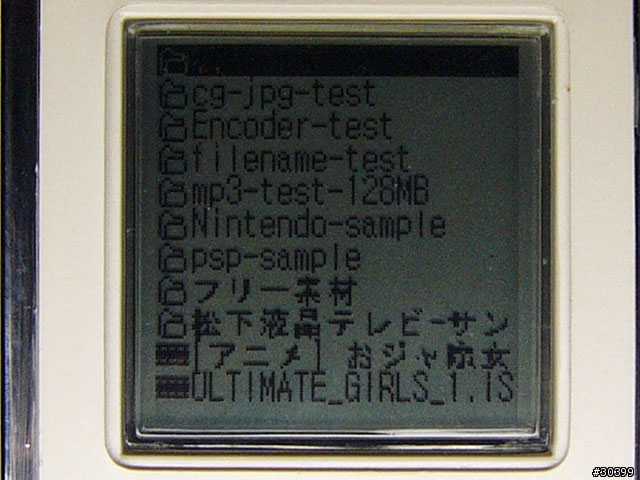 ..
cg-jpg-test
Encoder-test
filename-test
mp3-test-128MB
Nintendo-sample
psp-sample
フリー素材
松下液晶テレビ-サン
[アニメ] おジャ魔女
ULTIMATE_GIRLS_1.IS
#30399